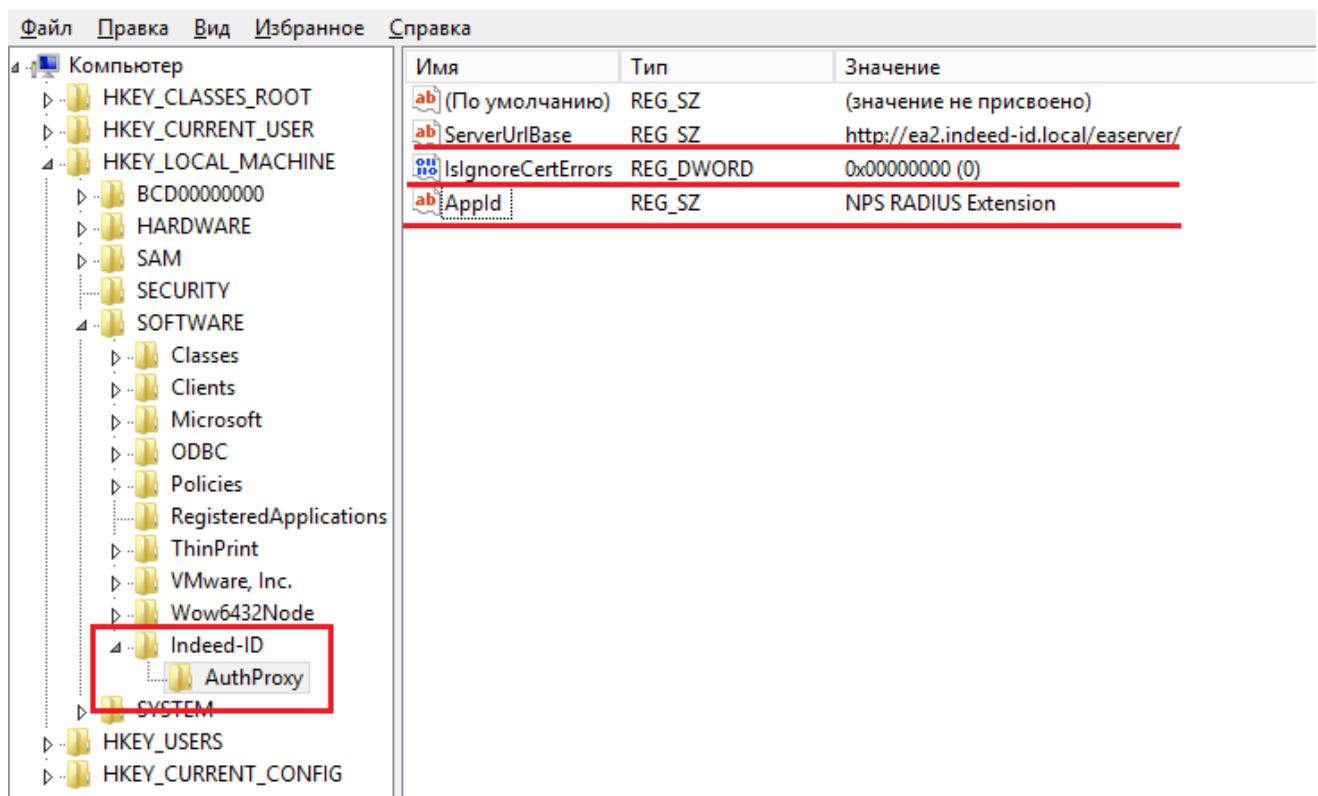 Файл Правка Вид Избранное Справка
Компьютер
HKEY_CLASSES_ROOT
HKEY_CURRENT_USER
HKEY_LOCAL_MACHINE
BCD00000000
HARDWARE
SAM
SECURITY
SOFTWARE
Classes
Clients
Microsoft
ODBC
Policies
RegisteredApplications
ThinPrint
VMware, Inc.
Wow6432Node
Indeed-ID
AuthProxy
SYSTEM
HKEY_USERS
HKEY_CURRENT_CONFIG
Имя Тип Значение
(По умолчанию) REG_SZ (значение не присвоено)
ServerUrlBase REG_SZ http://ea2.indeed-id.local/easerver/
IsIgnoreCertErrors REG_DWORD 0x00000000 (0)
AppId REG_SZ NPS RADIUS Extension